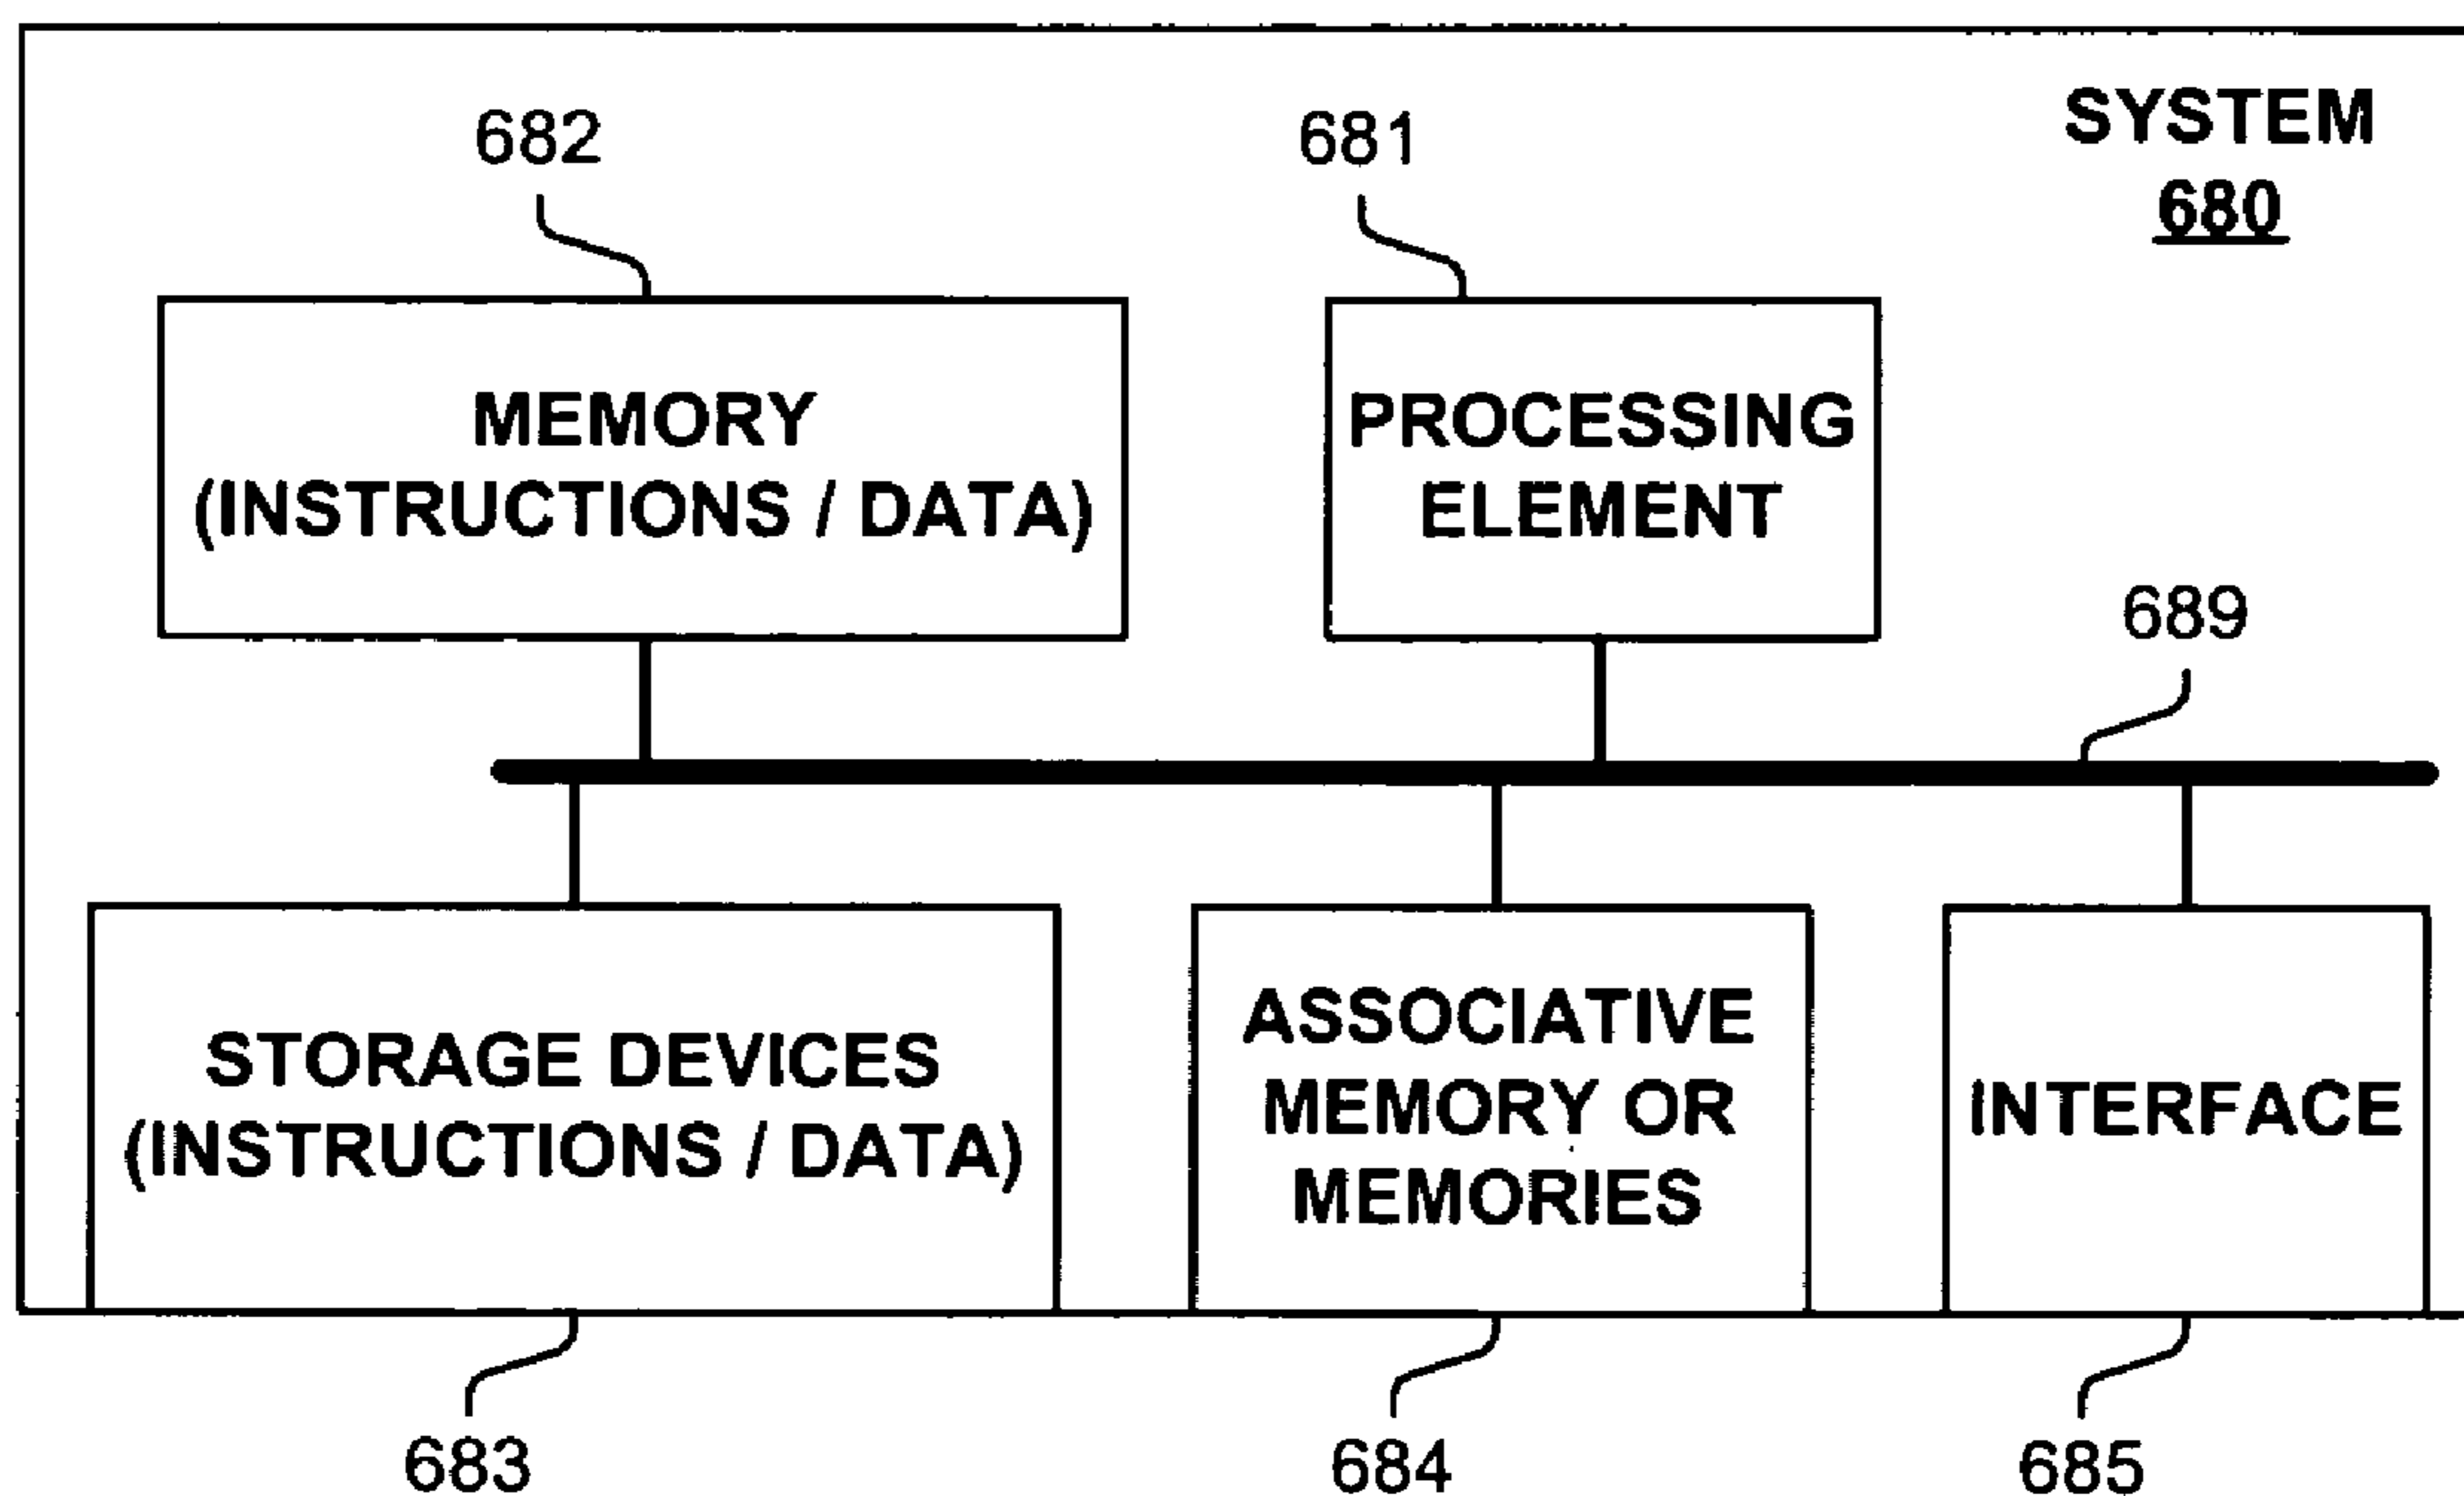 SYSTEM
680
682
681
MEMORY
(INSTRUCTIONS / DATA)
PROCESSING
ELEMENT
689
STORAGE DEVICES
(INSTRUCTIONS / DATA)
ASSOCIATIVE
MEMORY OR
MEMORIES
INTERFACE
683
684
685